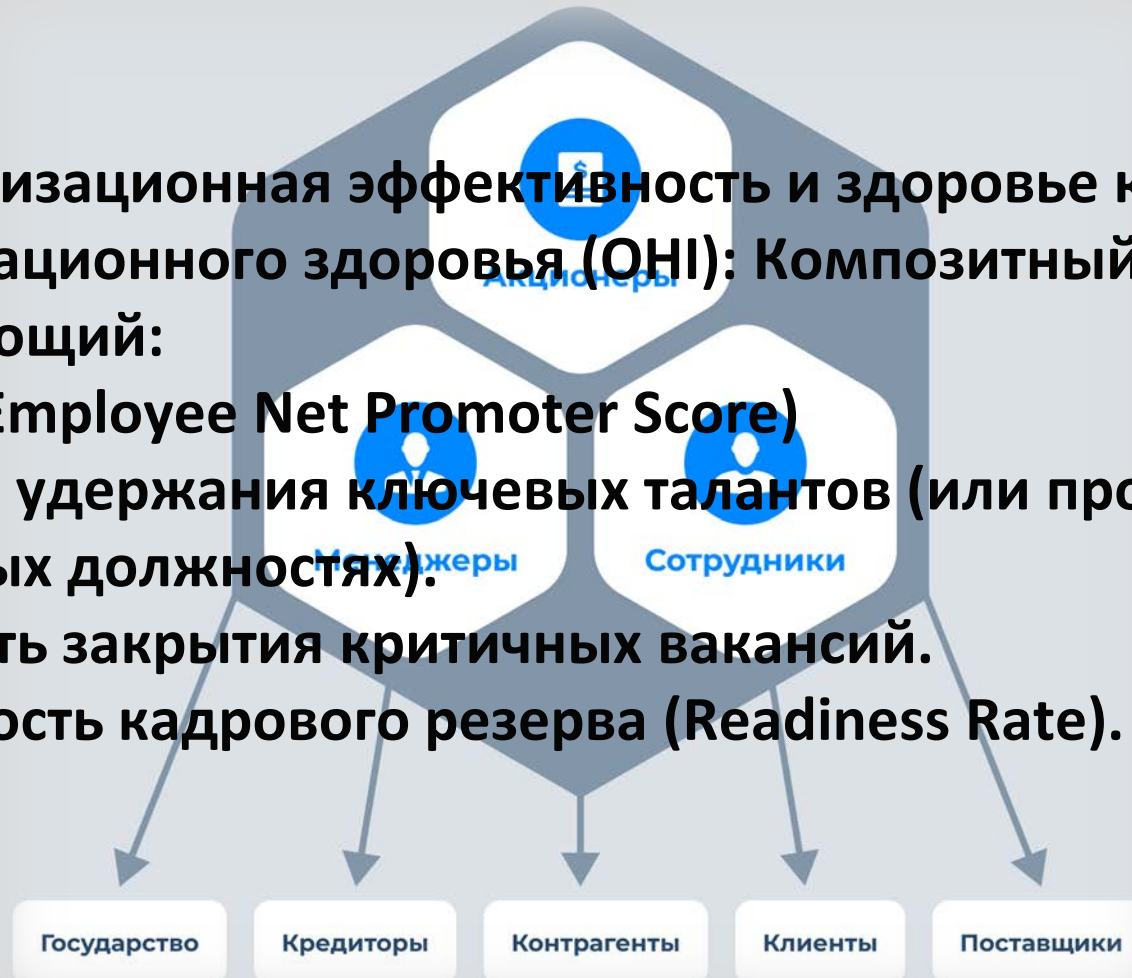 изационная эффективность и здоровье к
ационного здоровья (OHI): Композитный
Акционеры
ощий:
Employee Net Promoter Score)
удержания ключевых талантов (или про
ых должностях).
Менеджеры
Сотрудники
ть закрытия критичных вакансий.
ость кадрового резерва (Readiness Rate).
Государство
Кредиторы
Контрагенты
Клиенты
Поставщики